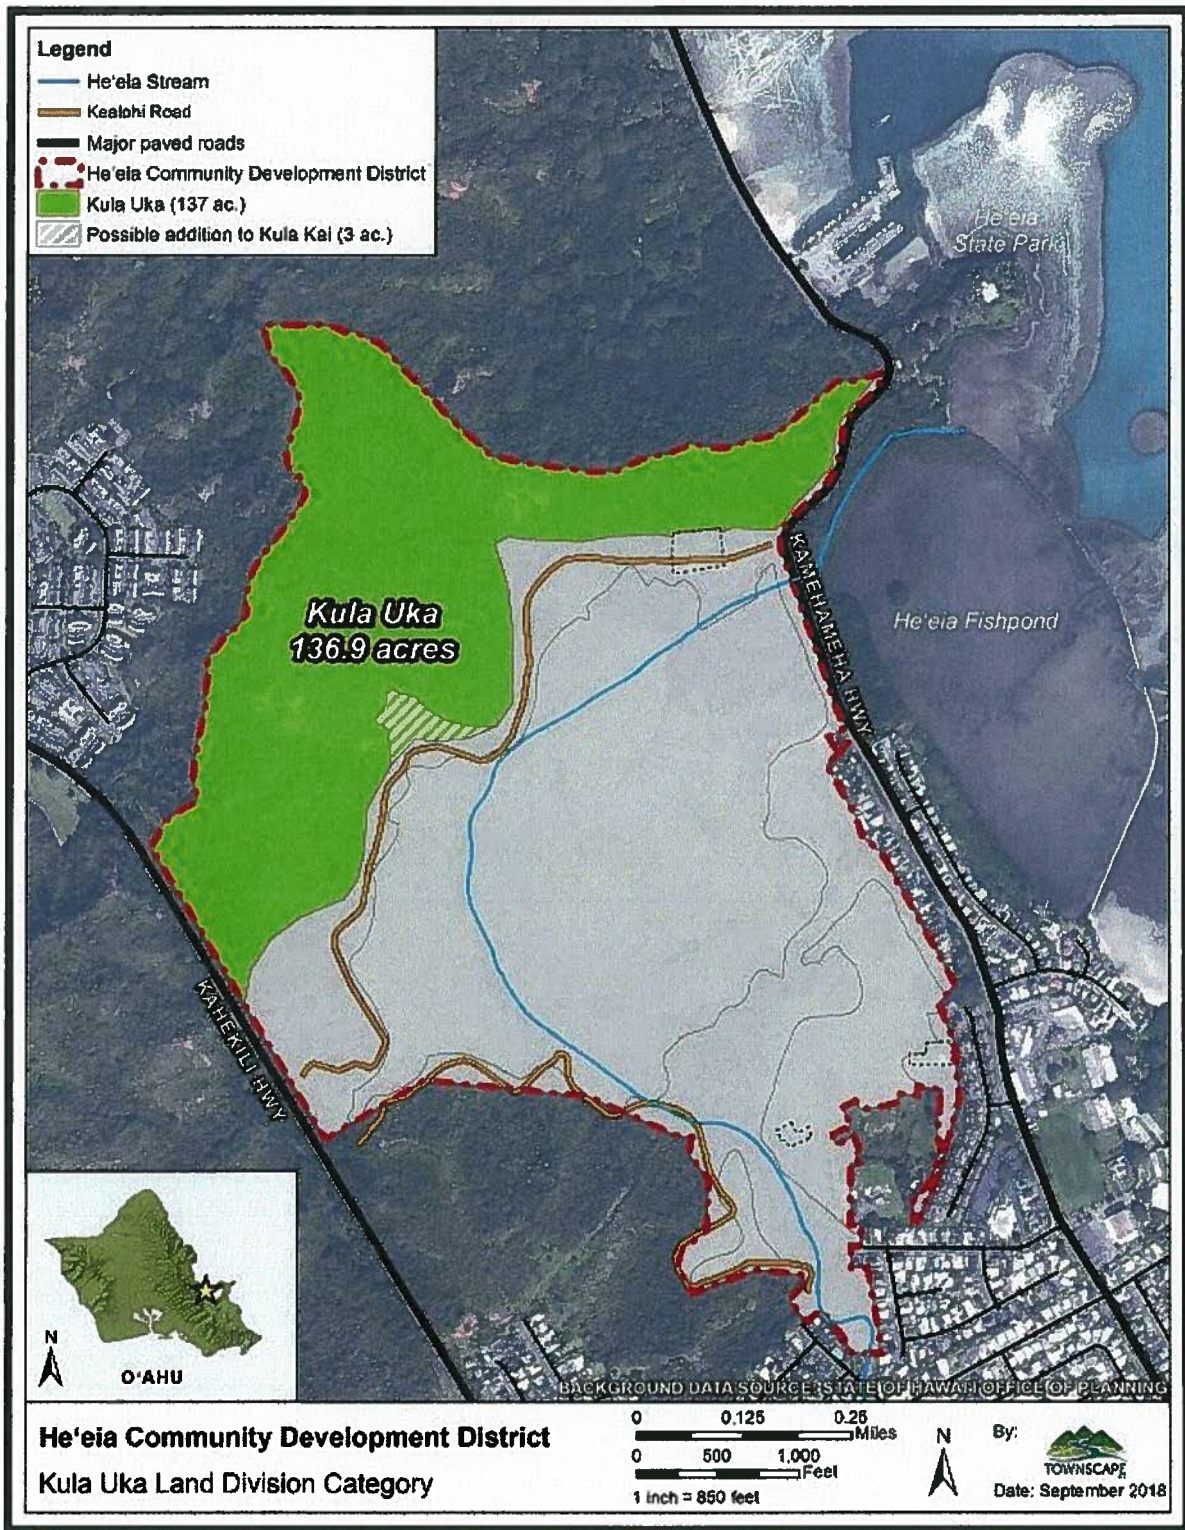 Legend
He'eia Stream
Kealohi Road
Major paved roads
He'eia Community Development District
Kula Uka (137 ac.)
Possible addition to Kula Kai (3 ac.)
He'eia
State Park
KAMEHAMEHA HWY
He'eia Fishpond
Kula Uka
136.9 acres
KAHEKILI HWY
N
O'AHU
BACKGROUND DATA SOURCE: STATE OF HAWAI'I OFFICE OF PLANNING
He'eia Community Development District
Kula Uka Land Division Category
0 0.125 0.25
Miles
0 500 1,000
Feet
1 inch = 850 feet
N
By:
TOWNSCAPE
Date: September 2018